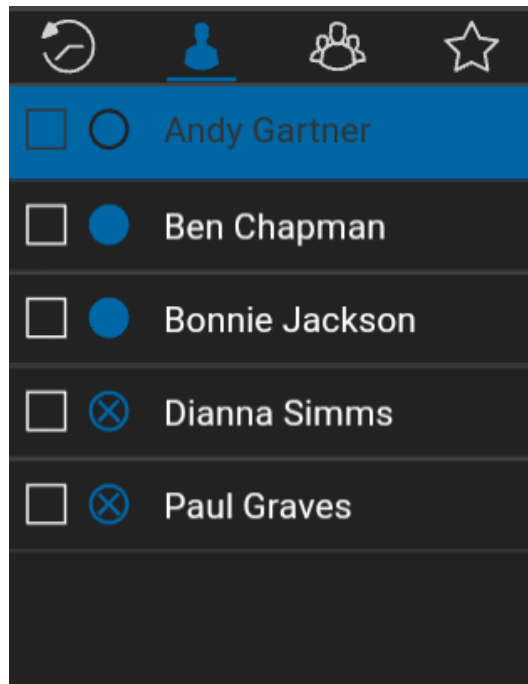 Andy Gartner
Ben Chapman
Bonnie Jackson
Dianna Simms
Paul Graves